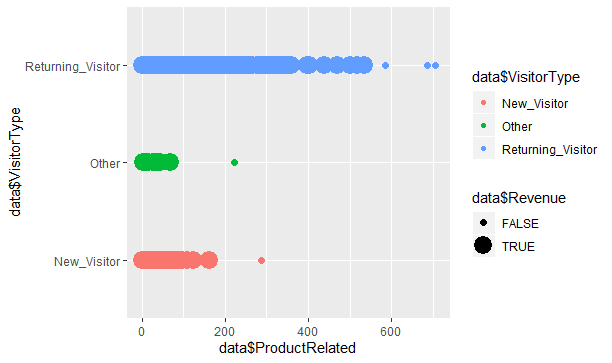 data$VisitorType
Returning_Visitor
Other
New_Visitor
0
200
400
600
data$ProductRelated
data$VisitorType
New_Visitor
Other
Returning_Visitor
data$Revenue
FALSE
TRUE